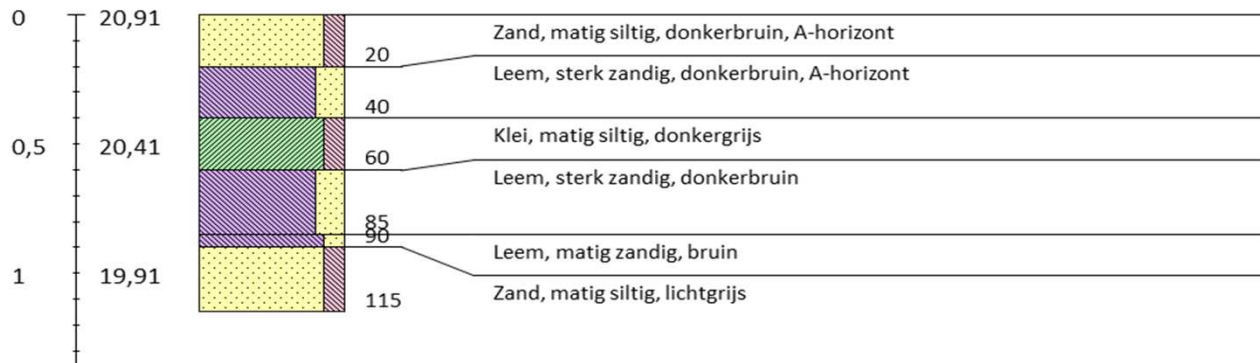 0 20,91
Zand, matig siltig, donkerbruin, A-horizont
20
Leem, sterk zandig, donkerbruin, A-horizont
40
Klei, matig siltig, donkergrijs
0,5 20,41
60
Leem, sterk zandig, donkerbruin
85
90
Leem, matig zandig, bruin
1 19,91
Zand, matig siltig, lichtgrijs
115